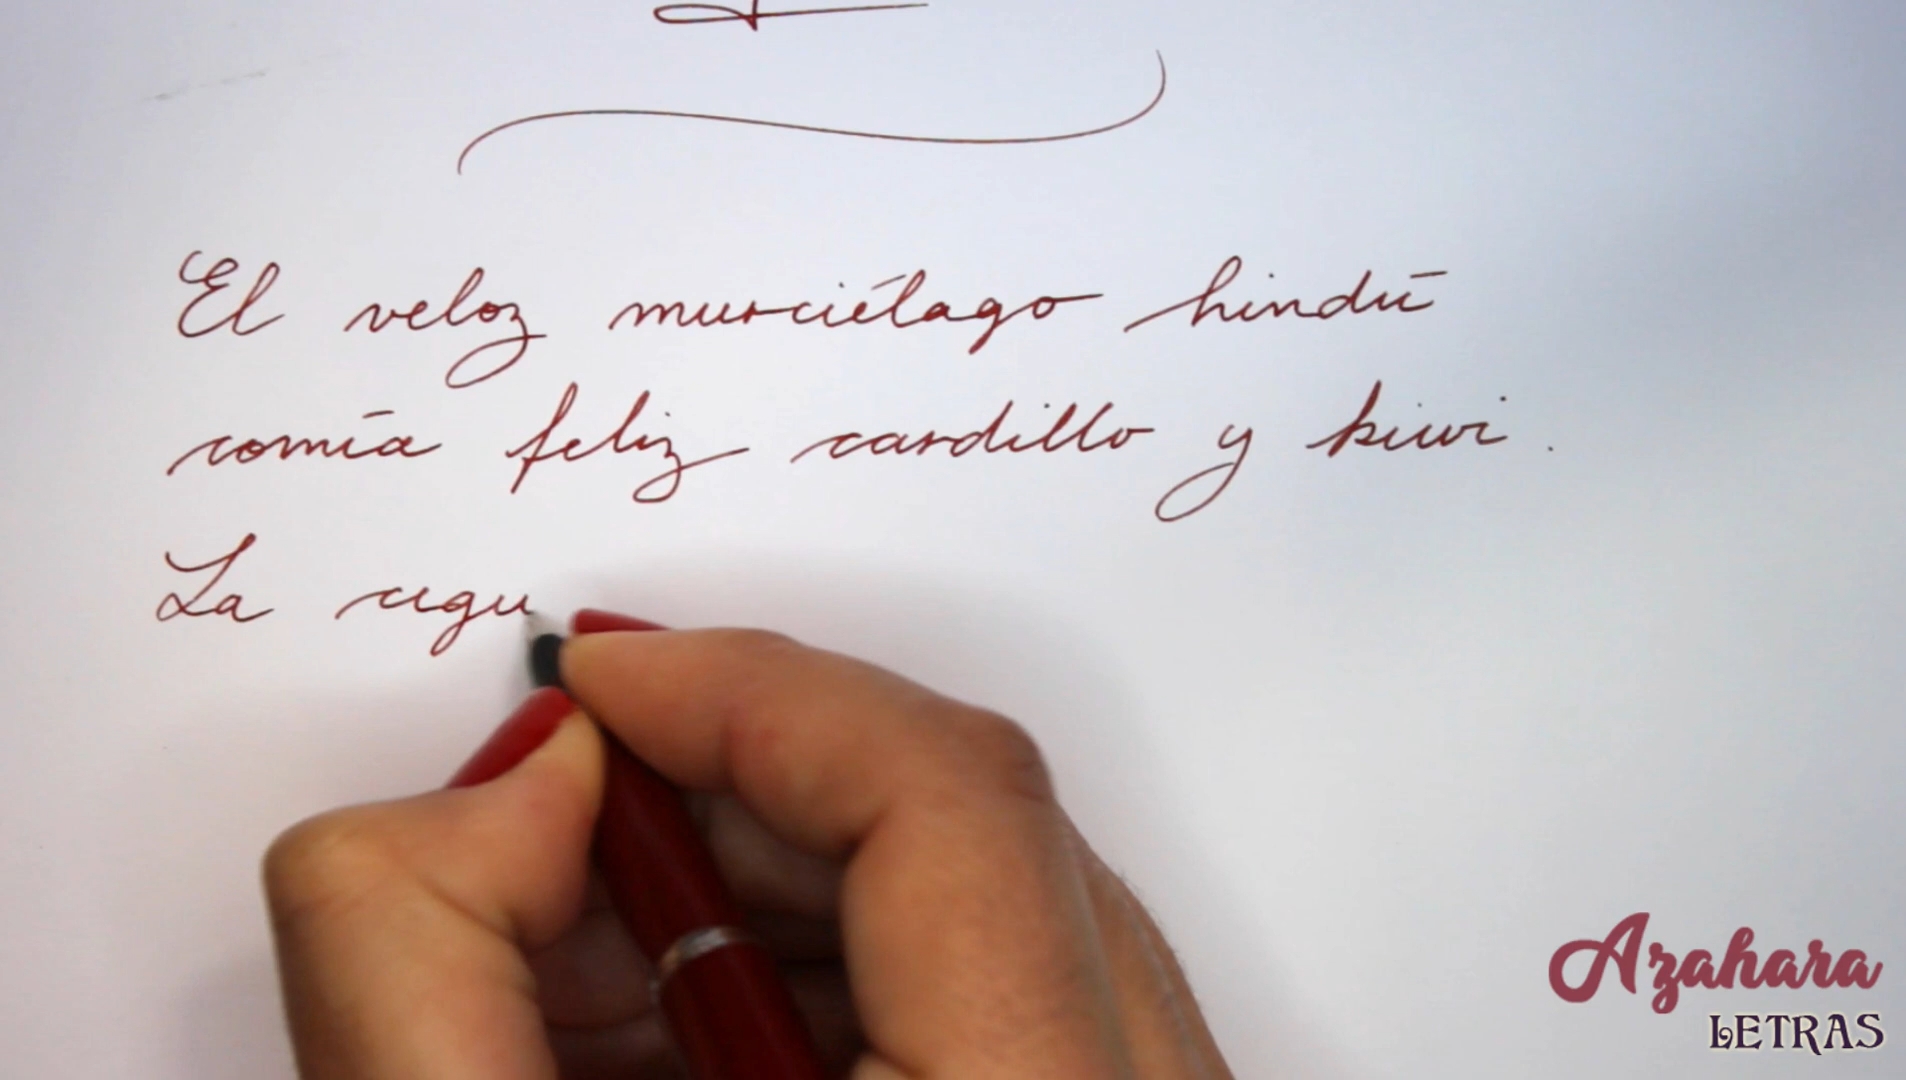 El veloz murciélago hindú
comía feliz cardillo y kiwi.
La cigu
Azahara
LETRAS